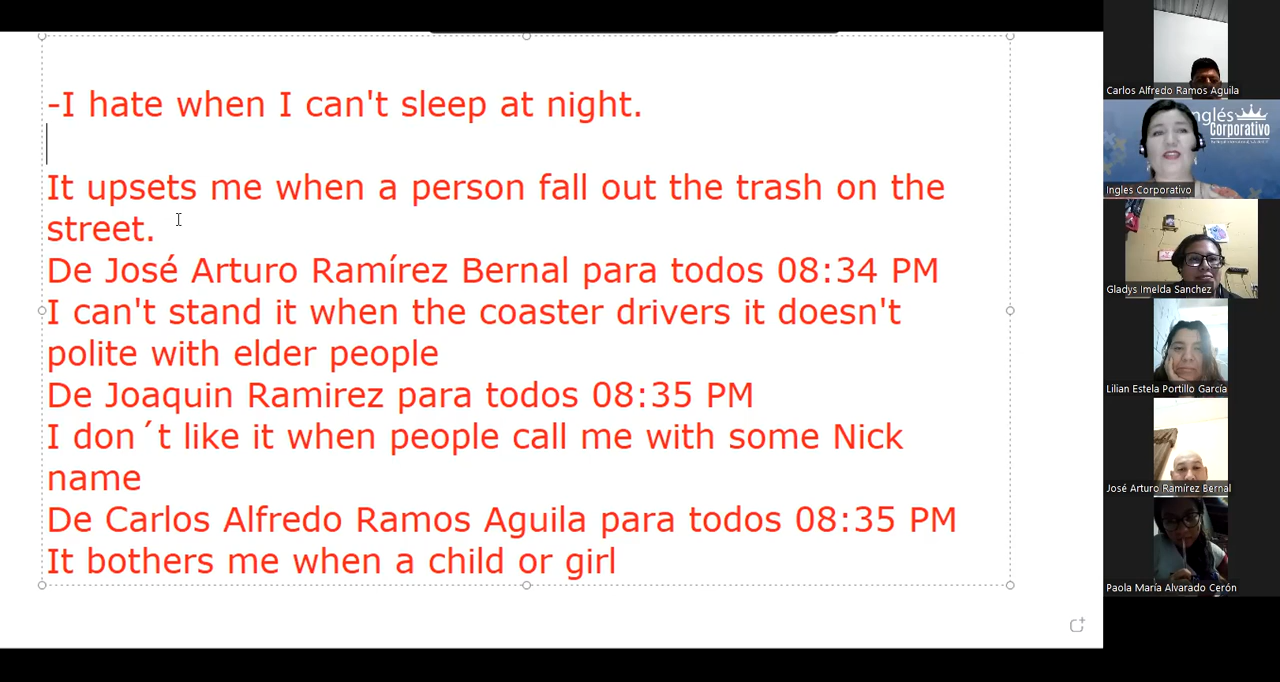 -I hate when I can't sleep at night.
It upsets me when a person fall out the trash on the
street.
De José Arturo Ramírez Bernal para todos 08:34 PM
I can't stand it when the coaster drivers it doesn't
polite with elder people
De Joaquin Ramirez para todos 08:35 PM
I don´t like it when people call me with some Nick
name
De Carlos Alfredo Ramos Aguila para todos 08:35 PM
It bothers me when a child or girl
Carlos Alfredo Ramos Aguila
Inglés
Corporativo
Ingles Corporativo
Gladys Imelda Sanchez
Lilian Estela Portillo García
José Arturo Ramírez Bernal
Paola María Alvarado Cerón